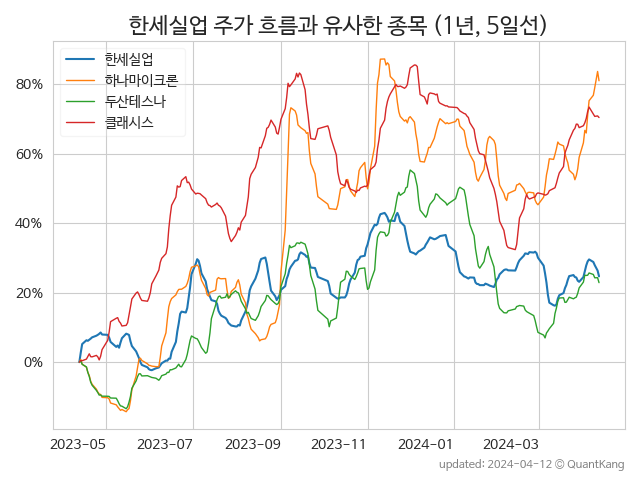 한세실업 주가 흐름과 유사한 종목 (1년, 5일선)
한세실업
하나마이크론
두산테스나
클래시스
80%
60%
40%
20%
0%
2023-05 2023-07 2023-09 2023-11 2024-01 2024-03
updated: 2024-04-12 © QuantKang